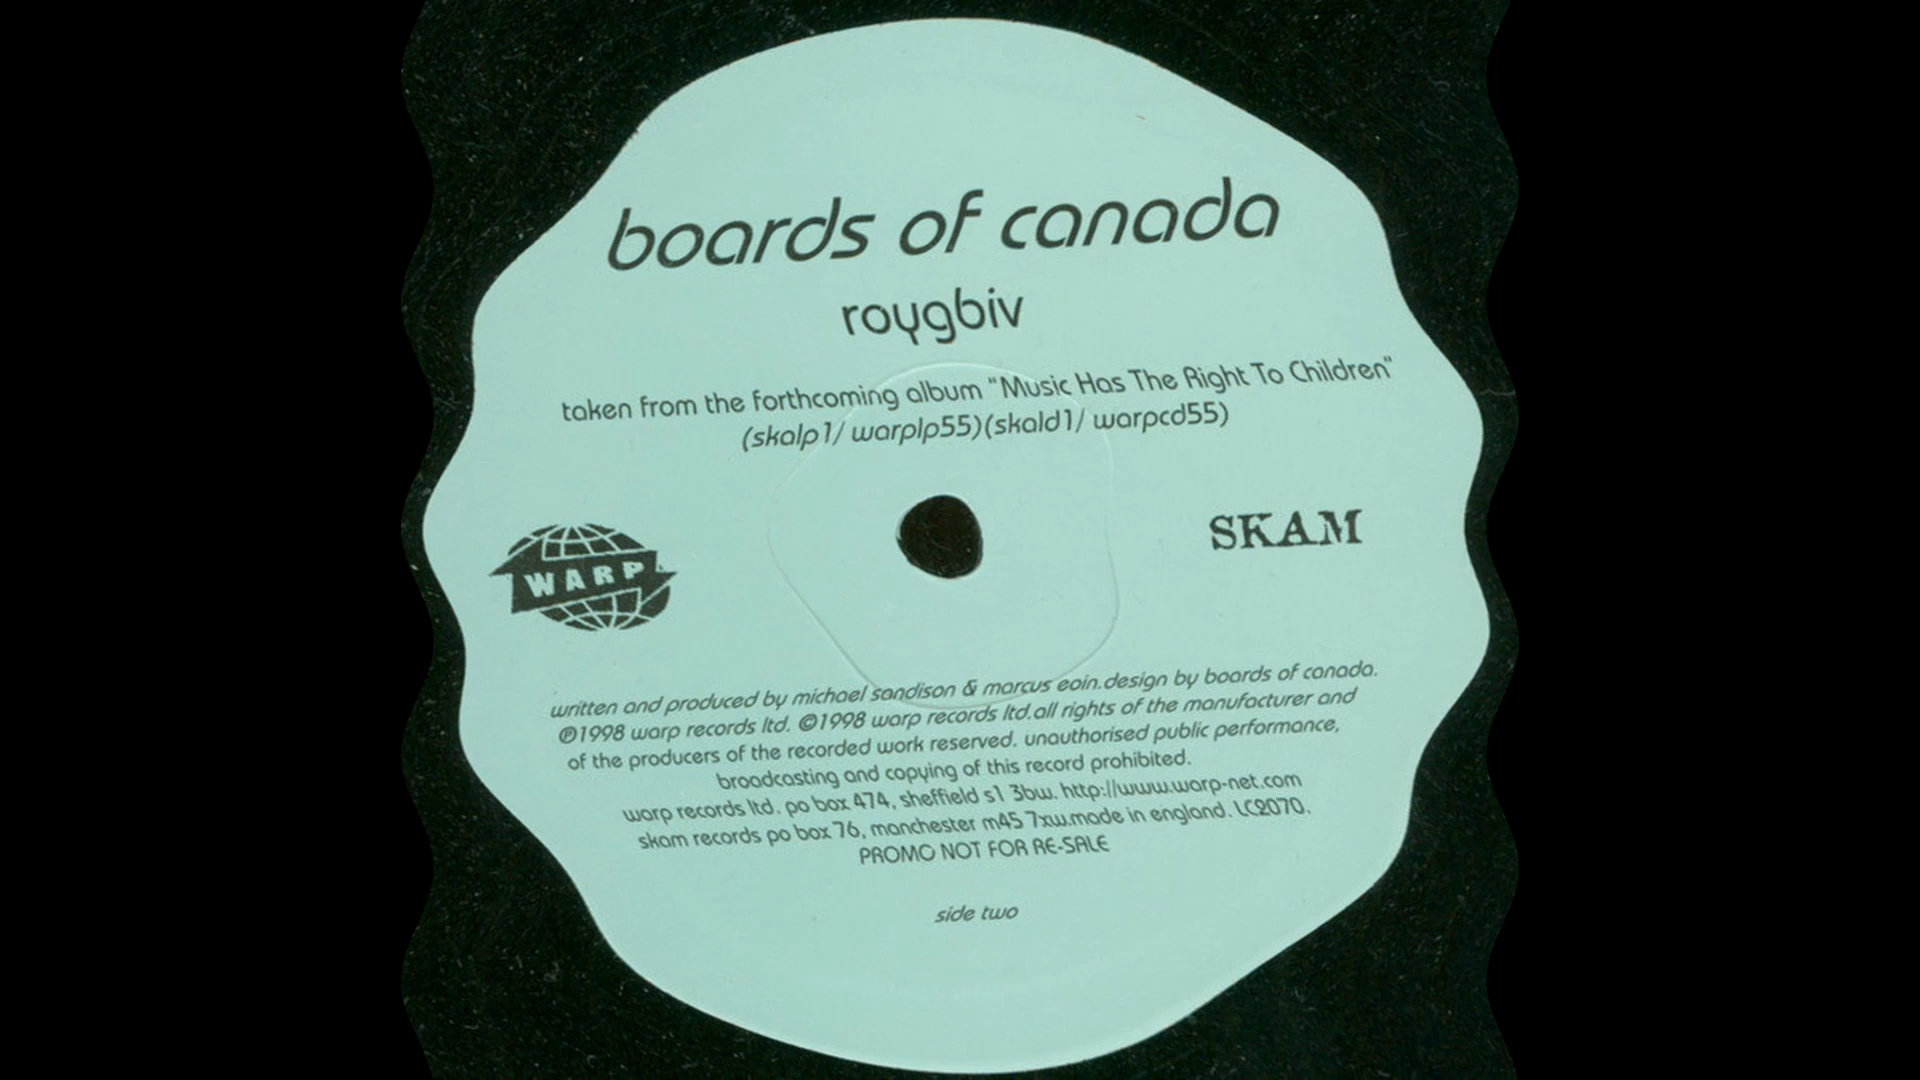 boards of canada
roygbiv
taken from the forthcoming album "Music Has The Right To Children"
(skalp1/ warplp55)(skald1/ warpcd55)
WARP
SKAM
written and produced by michael sandison & marcus eoin.design by boards of canada.
℗1998 warp records ltd. ©1998 warp records ltd.all rights of the manufacturer and
of the producers of the recorded work reserved. unauthorised public performance,
broadcasting and copying of this record prohibited.
warp records ltd. po box 474, sheffield s1 3bw. http://www.warp-net.com
skam records po box 76, manchester m45 7xw.made in england. LC2070.
PROMO NOT FOR RE-SALE
side two